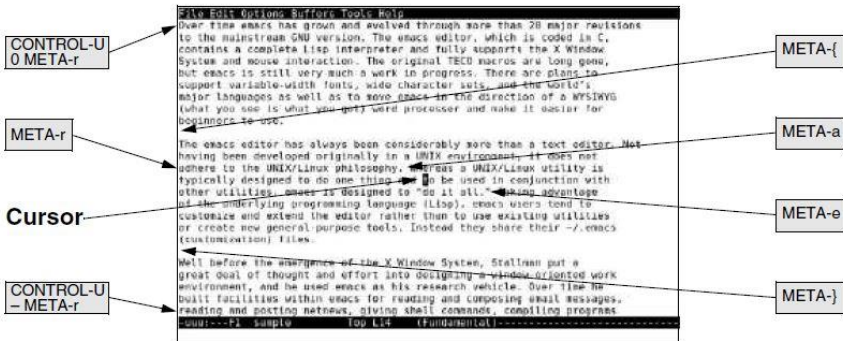 File Edit Options Buffers Tools Help
Over time emacs has grown and evolved through more than 20 major revisions
to the mainstream GNU version. The emacs editor, which is coded in C,
contains a complete Lisp interpreter and fully supports the X Window
System and mouse interaction. The original TECO macros are long gone,
but emacs is still very much a work in progress. There are plans to
support variable-width fonts, wide character sets, and the world's
major languages as well as to move emacs in the direction of a WYSIWYG
(what you see is what you get) word processor and make it easier for
beginners to use.
The emacs editor has always been considerably more than a text editor. Not
having been developed originally in a UNIX environment, it does not
adhere to the UNIX/Linux philosophy. Whereas a UNIX/Linux utility is
typically designed to do one thing and to be used in conjunction with
other utilities, emacs is designed to "do it all." Taking advantage
of the underlying programming language (Lisp), emacs users tend to
customize and extend the editor rather than to use existing utilities
or create new general-purpose tools. Instead they share their ~/.emacs
(customization) files.
Well before the emergence of the X Window System, Stallman put a
great deal of thought and effort into designing a window-oriented work
environment, and he used emacs as his research vehicle. Over time he
built facilities within emacs for reading and composing email messages,
reading and posting netnews, giving shell commands, compiling programs
-uuu:---F1 sample Top L14 (Fundamental)
CONTROL-U
0 META-r
META-r
Cursor
CONTROL-U
– META-r
META-{
META-a
META-e
META-}